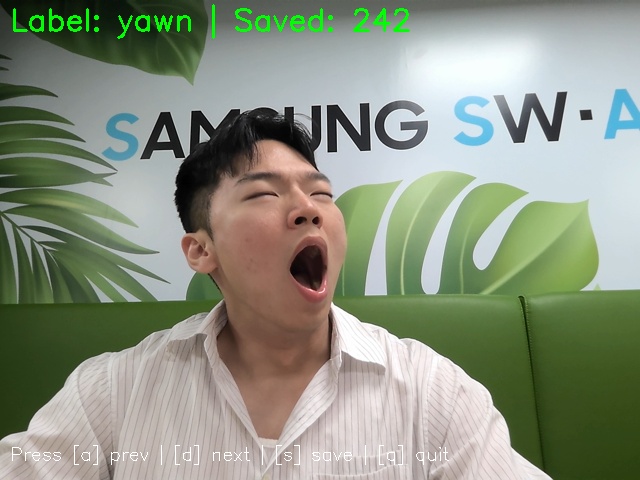 Label: yawn | Saved: 242
SAMSUNG SW·A
Press [a] prev | [d] next | [s] save | [q] quit